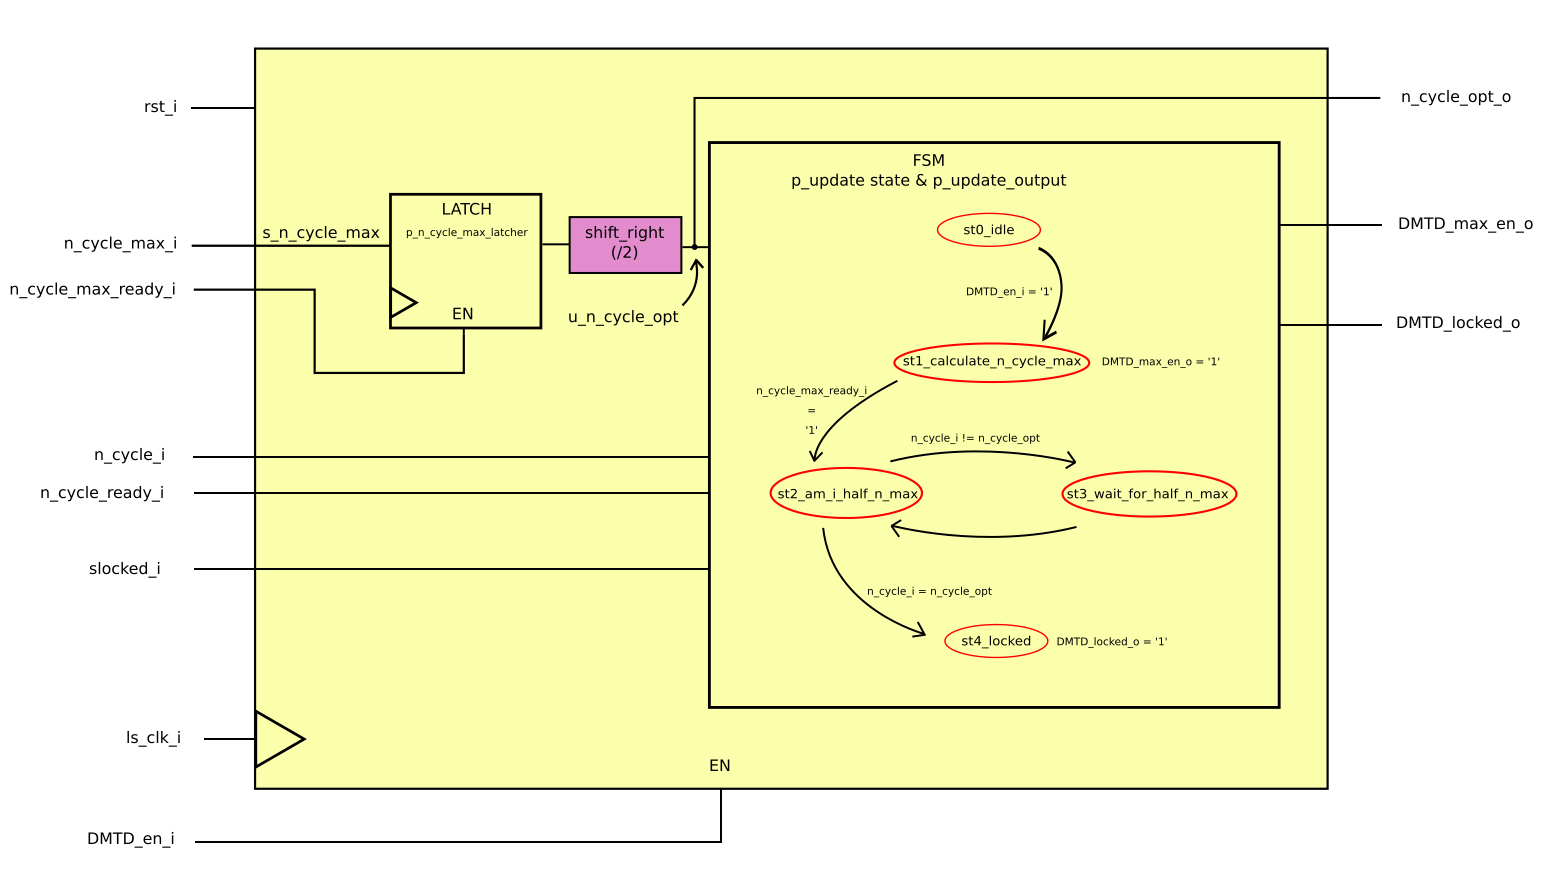 rst_i
n_cycle_max_i
n_cycle_max_ready_i
n_cycle_i
n_cycle_ready_i
slocked_i
ls_clk_i
DMTD_en_i
s_n_cycle_max
LATCH
p_n_cycle_max_latcher
EN
shift_right
(/2)
u_n_cycle_opt
FSM
p_update state & p_update_output
st0_idle
DMTD_en_i = '1'
st1_calculate_n_cycle_max
DMTD_max_en_o = '1'
n_cycle_max_ready_i
=
'1'
n_cycle_i != n_cycle_opt
st2_am_i_half_n_max
st3_wait_for_half_n_max
n_cycle_i = n_cycle_opt
st4_locked
DMTD_locked_o = '1'
EN
n_cycle_opt_o
DMTD_max_en_o
DMTD_locked_o